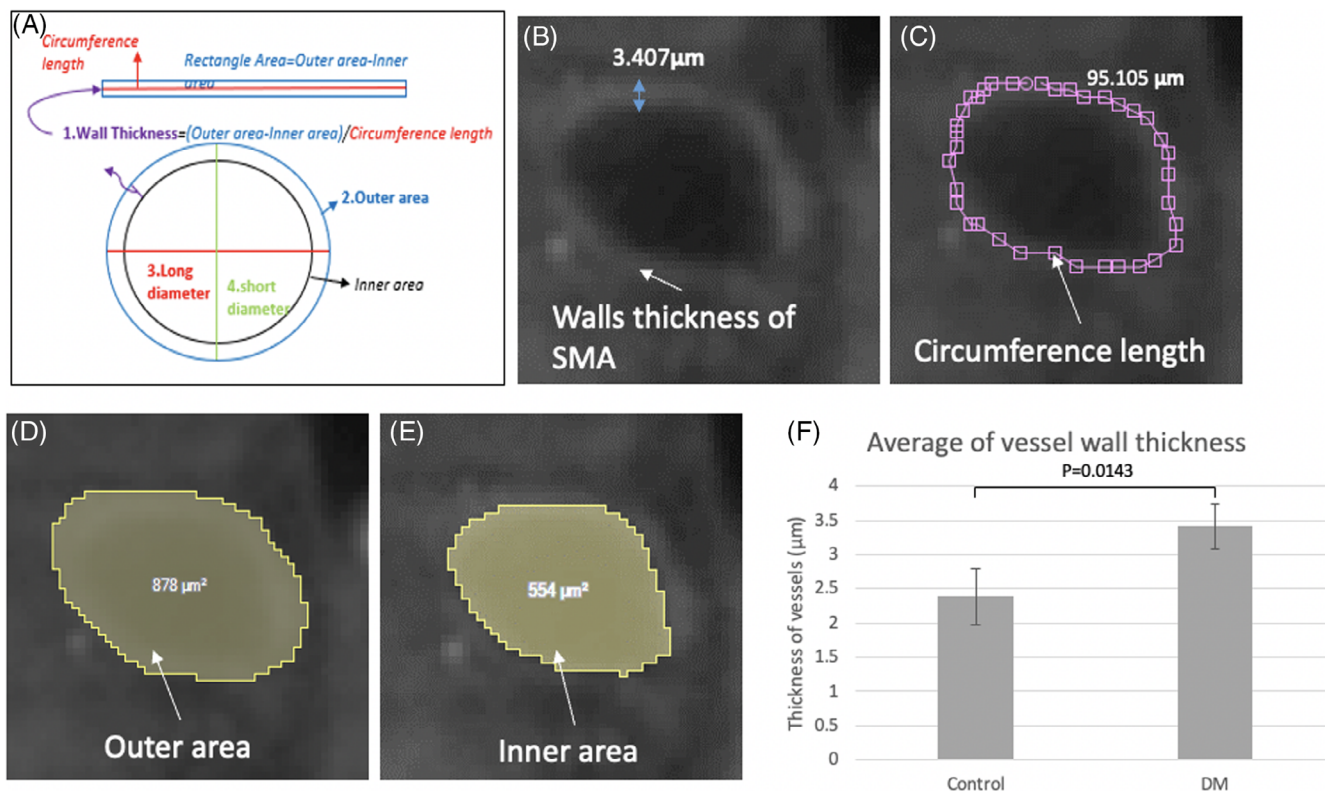 (A)
Circumference
length
Rectangle Area=Outer area-Inner
area
1.Wall Thickness=(Outer area-Inner area)/Circumference length
2.Outer area
3.Long
diameter
4.short
diameter
Inner area
(B)
3.407μm
Walls thickness of
SMA
(C)
95.105 μm
Circumference length
(D)
878 μm²
Outer area
(E)
554 μm²
Inner area
(F)
Average of vessel wall thickness
P=0.0143
Thickness of vessels (μm)
4
3.5
3
2.5
2
1.5
1
0.5
0
Control
DM